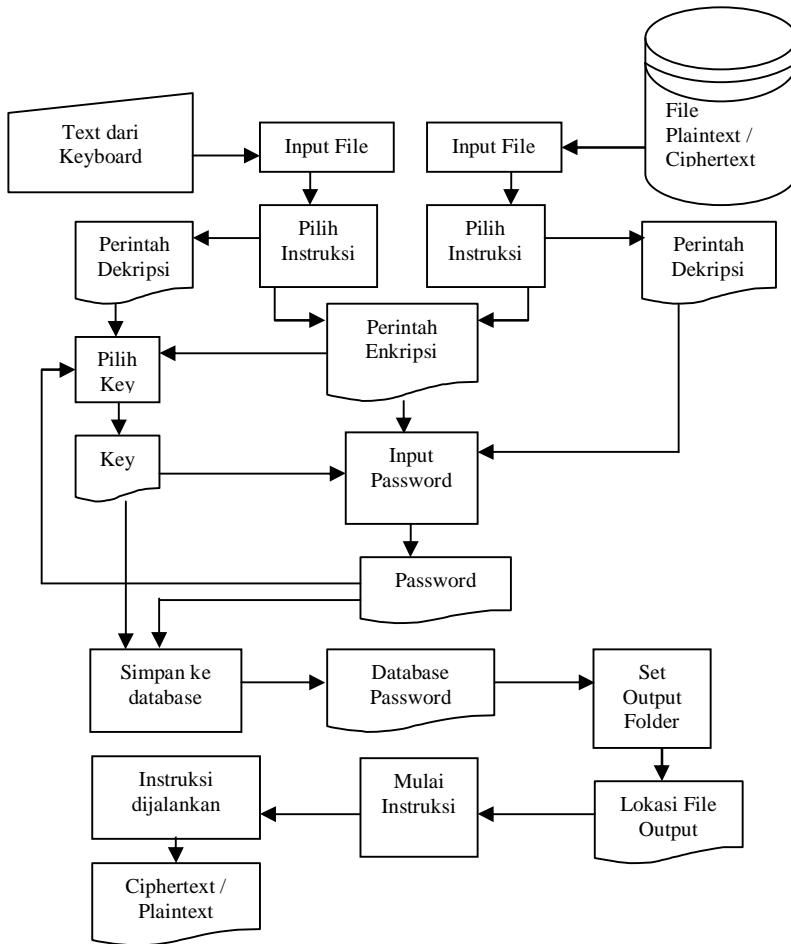 File
Plaintext /
Ciphertext
Text dari
Keyboard
Input File
Input File
Perintah
Dekripsi
Pilih
Instruksi
Pilih
Instruksi
Perintah
Dekripsi
Perintah
Enkripsi
Pilih
Key
Key
Input
Password
Password
Simpan ke
database
Database
Password
Set
Output
Folder
Instruksi
dijalankan
Mulai
Instruksi
Lokasi File
Output
Ciphertext /
Plaintext